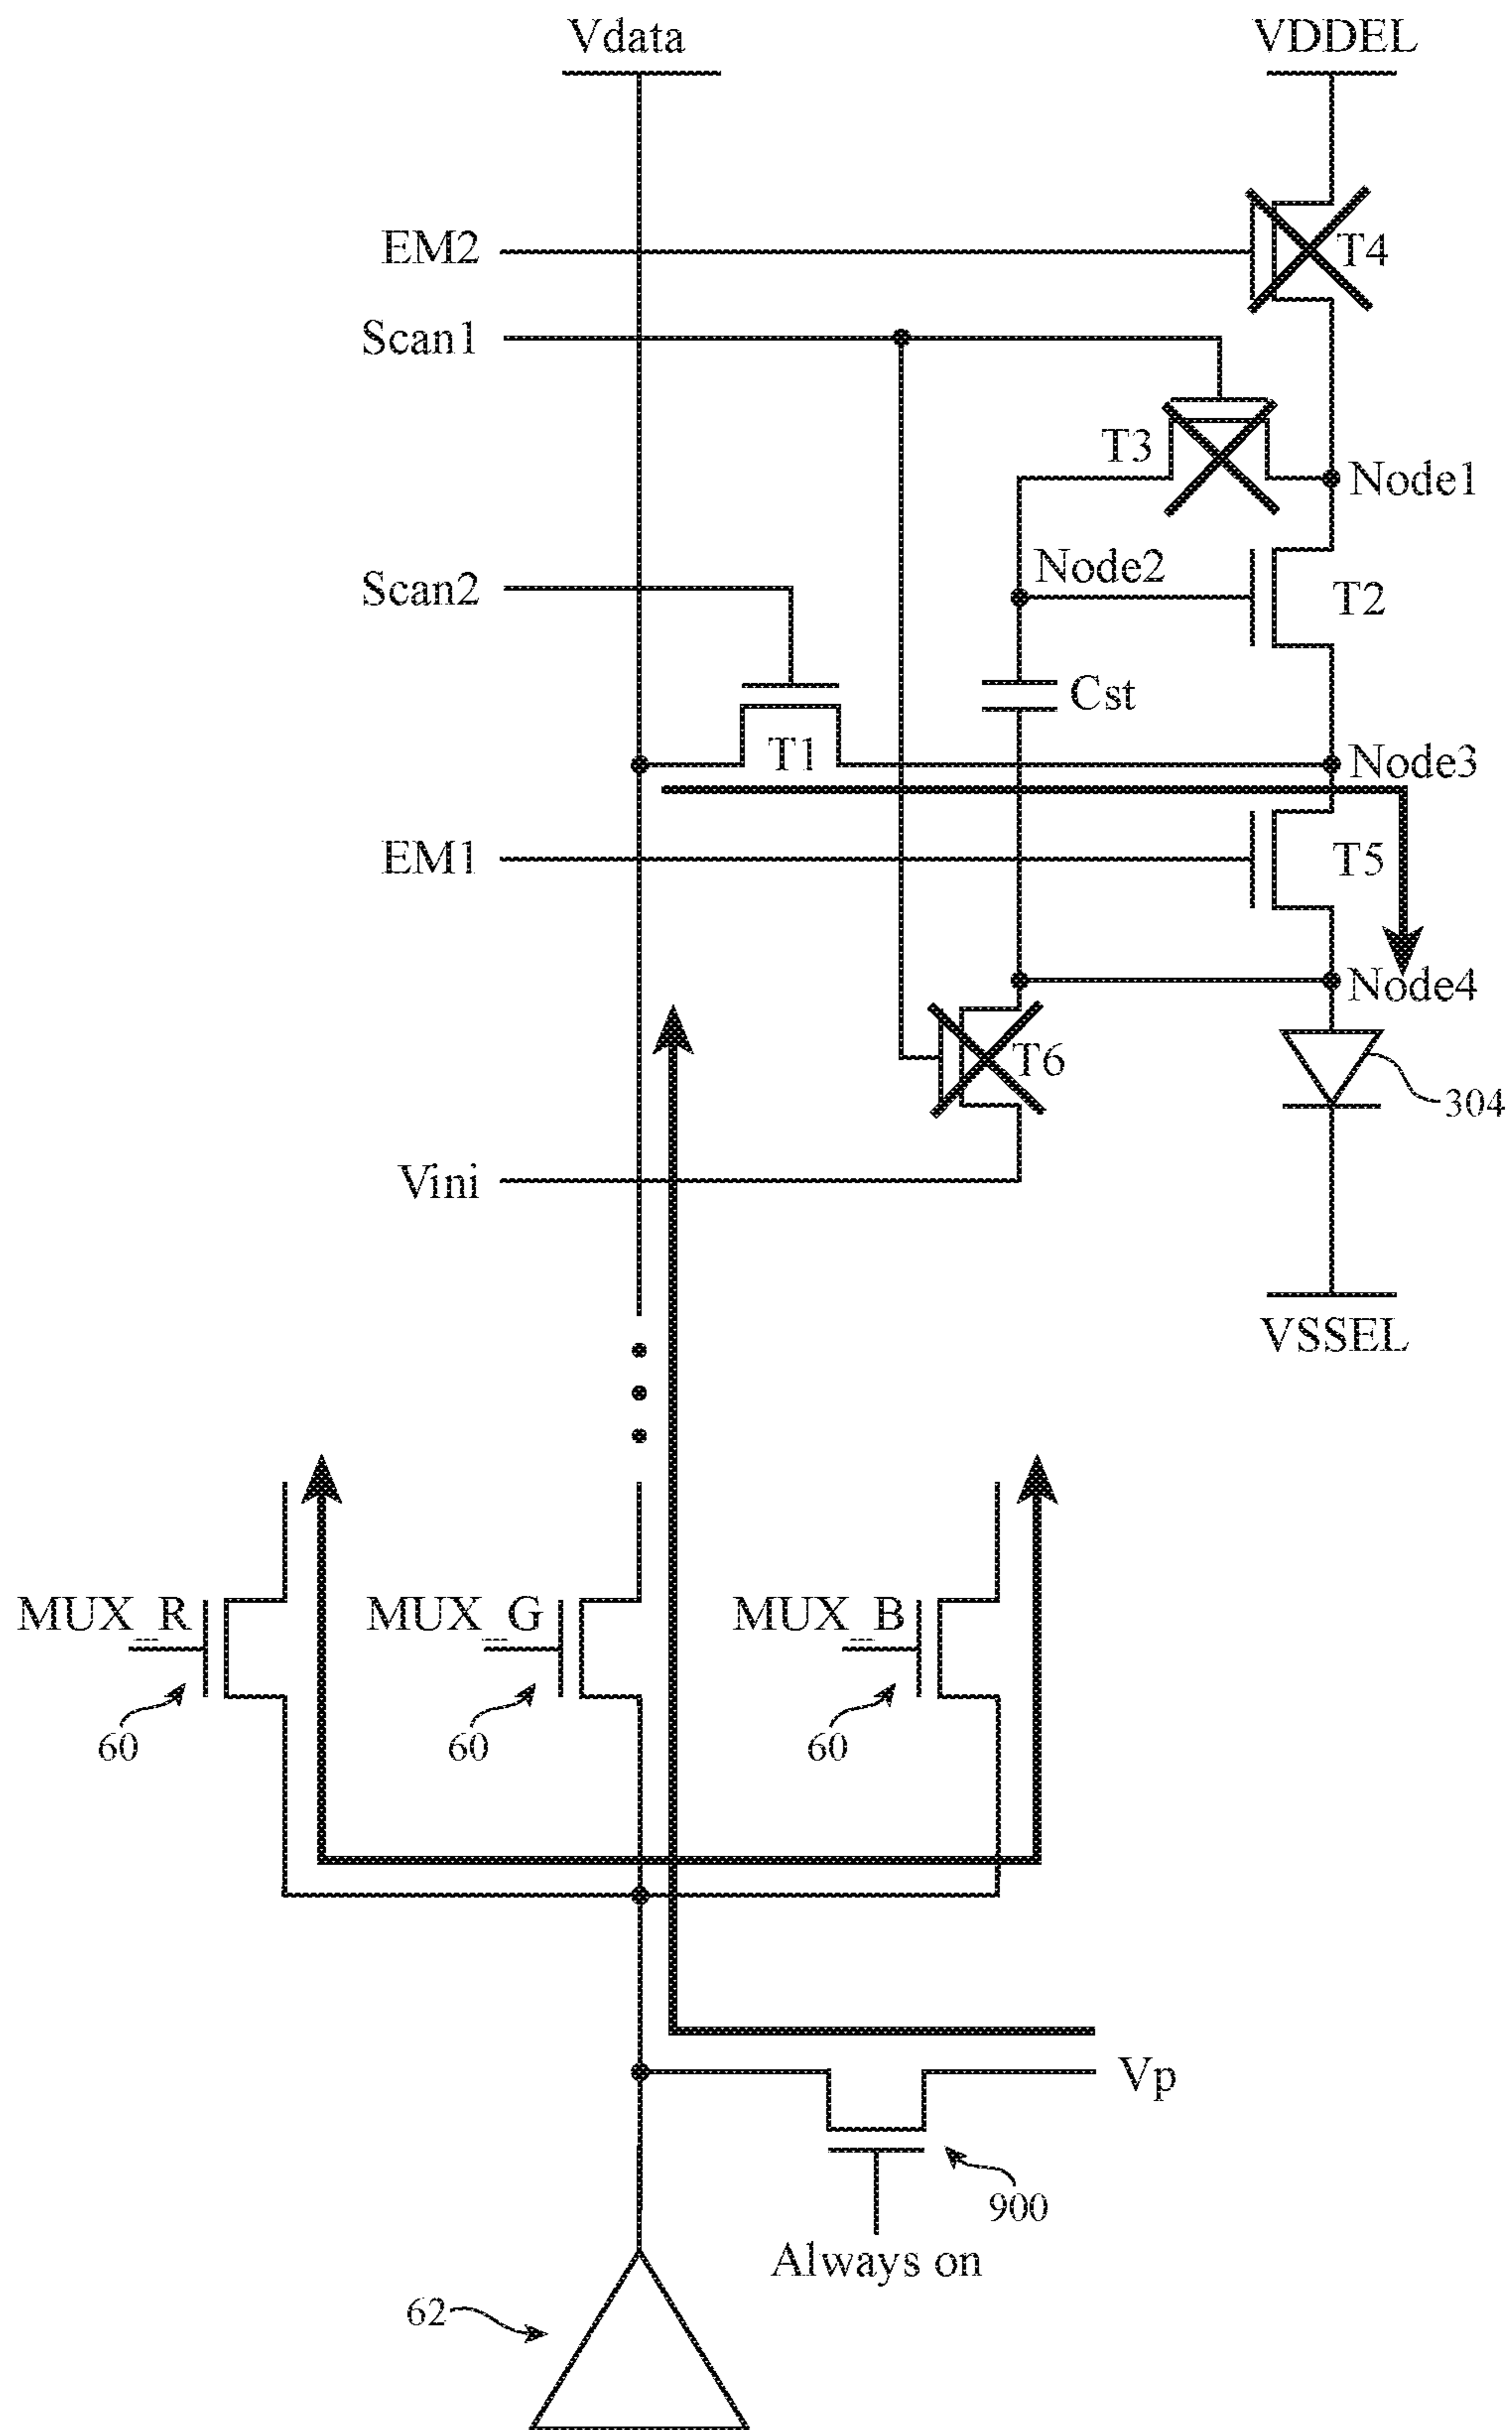 Vdata
VDDEL
EM2
T4
Scan1
T3
Node1
Node2
Scan2
T2
Cst
T1
Node3
EM1
T5
Node4
T6
304
Vini
VSSEL
MUX_R
MUX_G
MUX_B
60
60
60
Vp
900
Always on
62